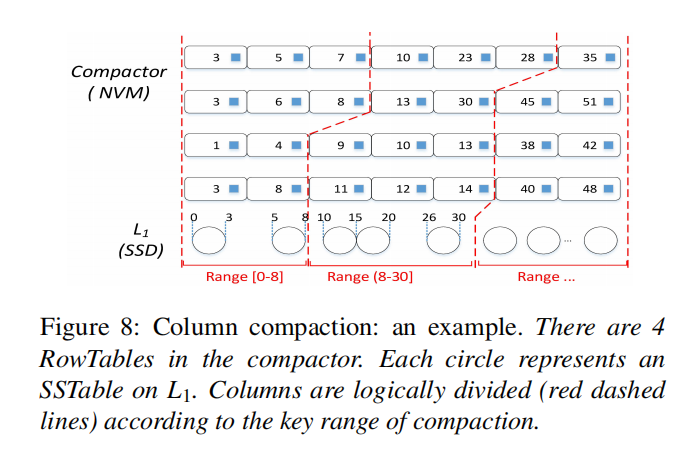 Compactor
( NVM)
3 5 7 10 23 28 35
3 6 8 13 30 45 51
1 4 9 10 13 38 42
3 8 11 12 14 40 48
L1
(SSD)
0 3 5 8 10 15 20 26 30
...
Range [0-8] Range (8-30] Range ...
Figure 8: Column compaction: an example. There are 4
RowTables in the compactor. Each circle represents an
SSTable on L1. Columns are logically divided (red dashed
lines) according to the key range of compaction.